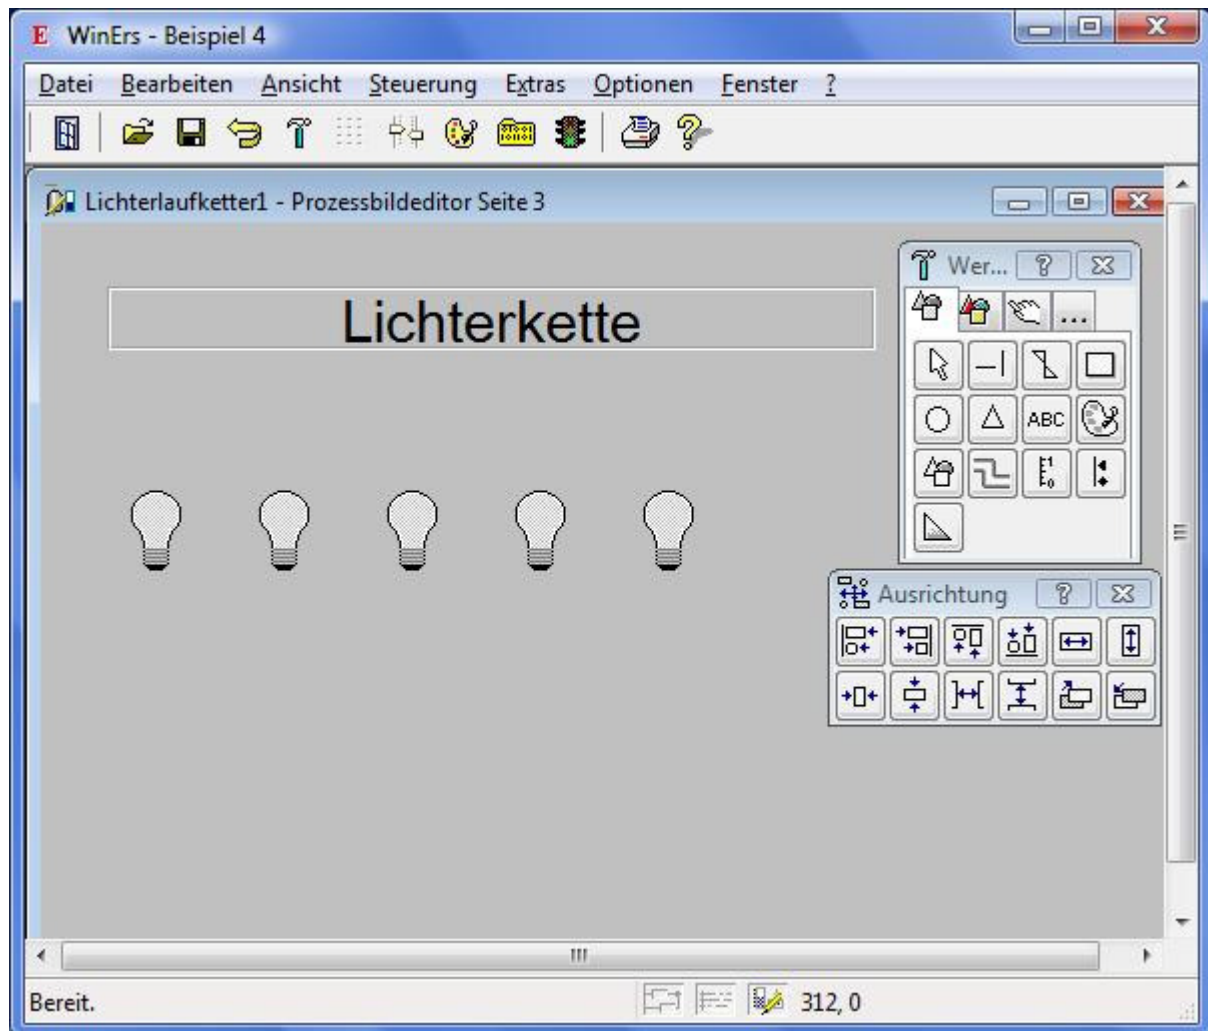 WinErs - Beispiel 4
Datei Bearbeiten Ansicht Steuerung Extras Optionen Fenster ?
Lichterlaufketter1 - Prozessbildeditor Seite 3
Wer...
...
Lichterkette
ABC
Ausrichtung
Bereit.
312, 0